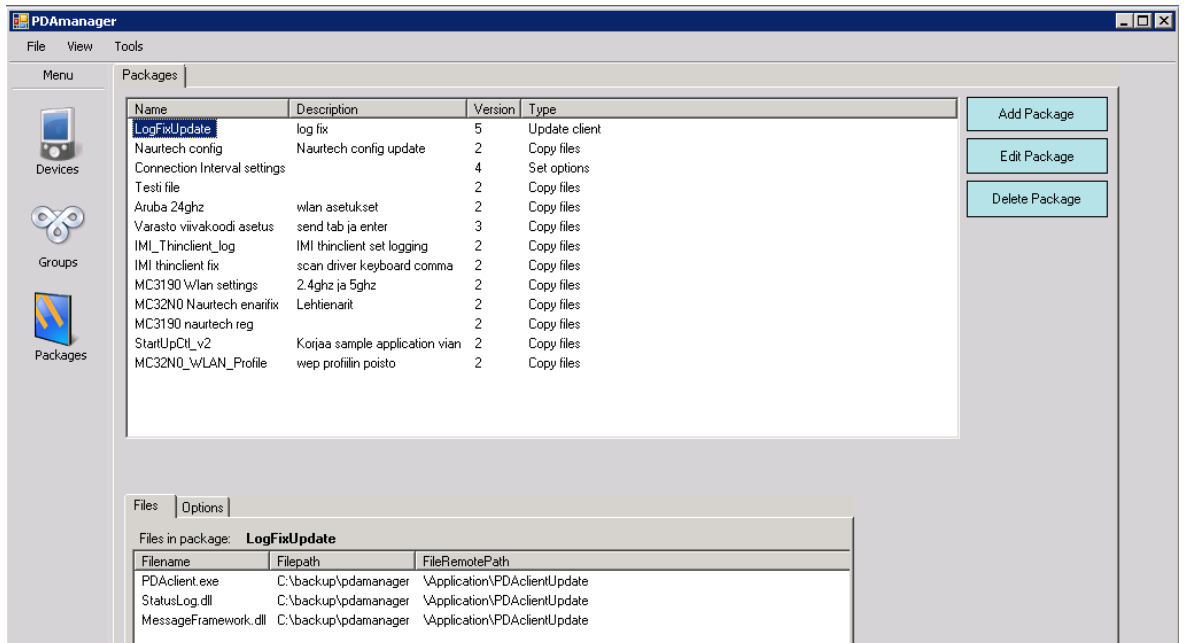 PDAmanager
File View Tools
Menu
Packages
Name Description Version Type
LogFixUpdate log fix 5 Update client
Naurtech config Naurtech config update 2 Copy files
Connection Interval settings 4 Set options
Testi file 2 Copy files
Aruba 24ghz wlan asetukset 2 Copy files
Varasto viivakoodi asetus send tab ja enter 3 Copy files
IMI_Thinclient_log IMI thinclient set logging 2 Copy files
IMI thinclient fix scan driver keyboard comma 2 Copy files
MC3190 Wlan settings 2.4ghz ja 5ghz 2 Copy files
MC32N0 Naurtech enarifix Lehtienarit 2 Copy files
MC3190 naurtech reg 2 Copy files
StartUpCtl_v2 Korjaa sample application vian 2 Copy files
MC32N0_WLAN_Profile wep profiilin poisto 2 Copy files
Add Package
Edit Package
Delete Package
Devices
Groups
Packages
Files Options
Files in package: LogFixUpdate
Filename Filepath FileRemotePath
PDAclient.exe C:\backup\pdamanager \Application\PDAclientUpdate
StatusLog.dll C:\backup\pdamanager \Application\PDAclientUpdate
MessageFramework.dll C:\backup\pdamanager \Application\PDAclientUpdate